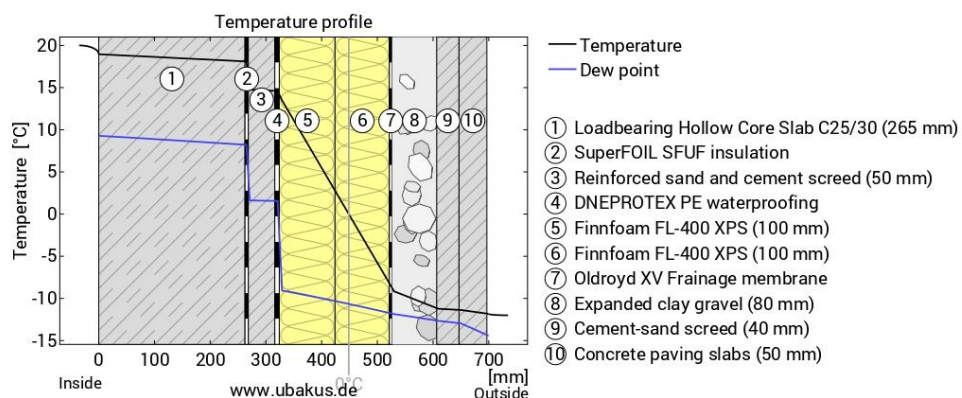 Temperature profile
Temperature [°C]
20
15
10
5
0
-5
-10
-15
1
2
3
4
5
6
7
8
9
10
0
100
200
300
400
500
600
700
[mm]
Inside
Outside
0°C
www.ubakus.de
Temperature
Dew point
1 Loadbearing Hollow Core Slab C25/30 (265 mm)
2 SuperFOIL SFUF insulation
3 Reinforced sand and cement screed (50 mm)
4 DNEPROTEX PE waterproofing
5 Finnfoam FL-400 XPS (100 mm)
6 Finnfoam FL-400 XPS (100 mm)
7 Oldroyd XV Frainage membrane
8 Expanded clay gravel (80 mm)
9 Cement-sand screed (40 mm)
10 Concrete paving slabs (50 mm)